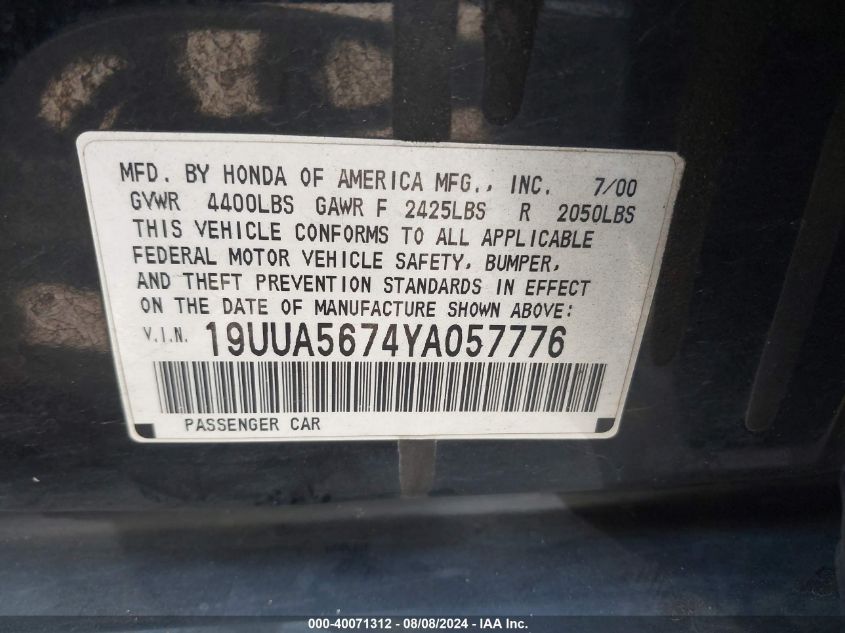 MFD. BY HONDA OF AMERICA MFG., INC. 7/00
GVWR 4400LBS GAWR F 2425LBS R 2050LBS
THIS VEHICLE CONFORMS TO ALL APPLICABLE
FEDERAL MOTOR VEHICLE SAFETY, BUMPER,
AND THEFT PREVENTION STANDARDS IN EFFECT
ON THE DATE OF MANUFACTURE SHOWN ABOVE:
V.I.N. 19UUA5674YA057776
PASSENGER CAR
000-40071312 - 08/08/2024 - IAA Inc.